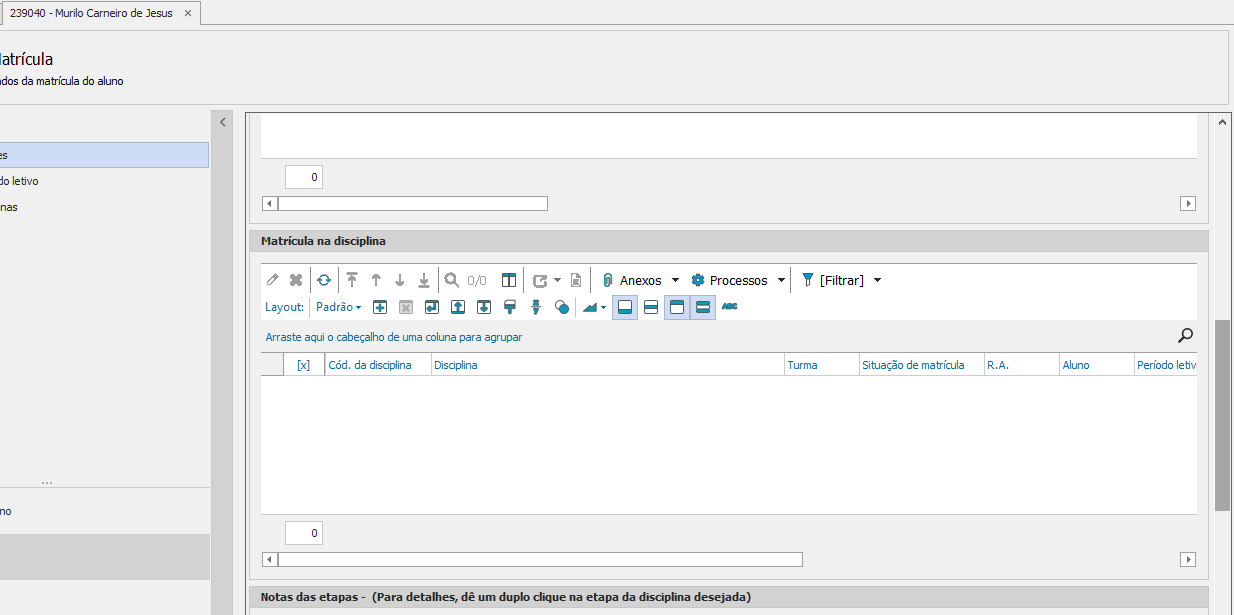 239040 - Murilo Carneiro de Jesus ×
atrícula
dos da matrícula do aluno
es
do letivo
nas
0
Matrícula na disciplina
0/0 Anexos Processos [Filtrar]
Layout: Padrão ABC
Arraste aqui o cabeçalho de uma coluna para agrupar
[x] Cód. da disciplina Disciplina Turma Situação de matrícula R.A. Aluno Período letiv
...
no
0
Notas das etapas - (Para detalhes, dê um duplo clique na etapa da disciplina desejada)